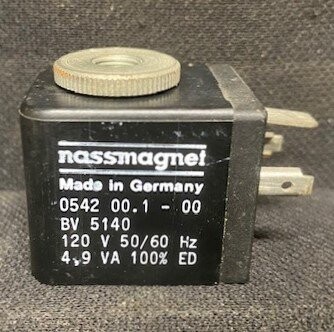 nassmagnet
Made in Germany
0542 00.1 - 00
BV 5140
120 V 50/60 Hz
4,9 VA 100% ED